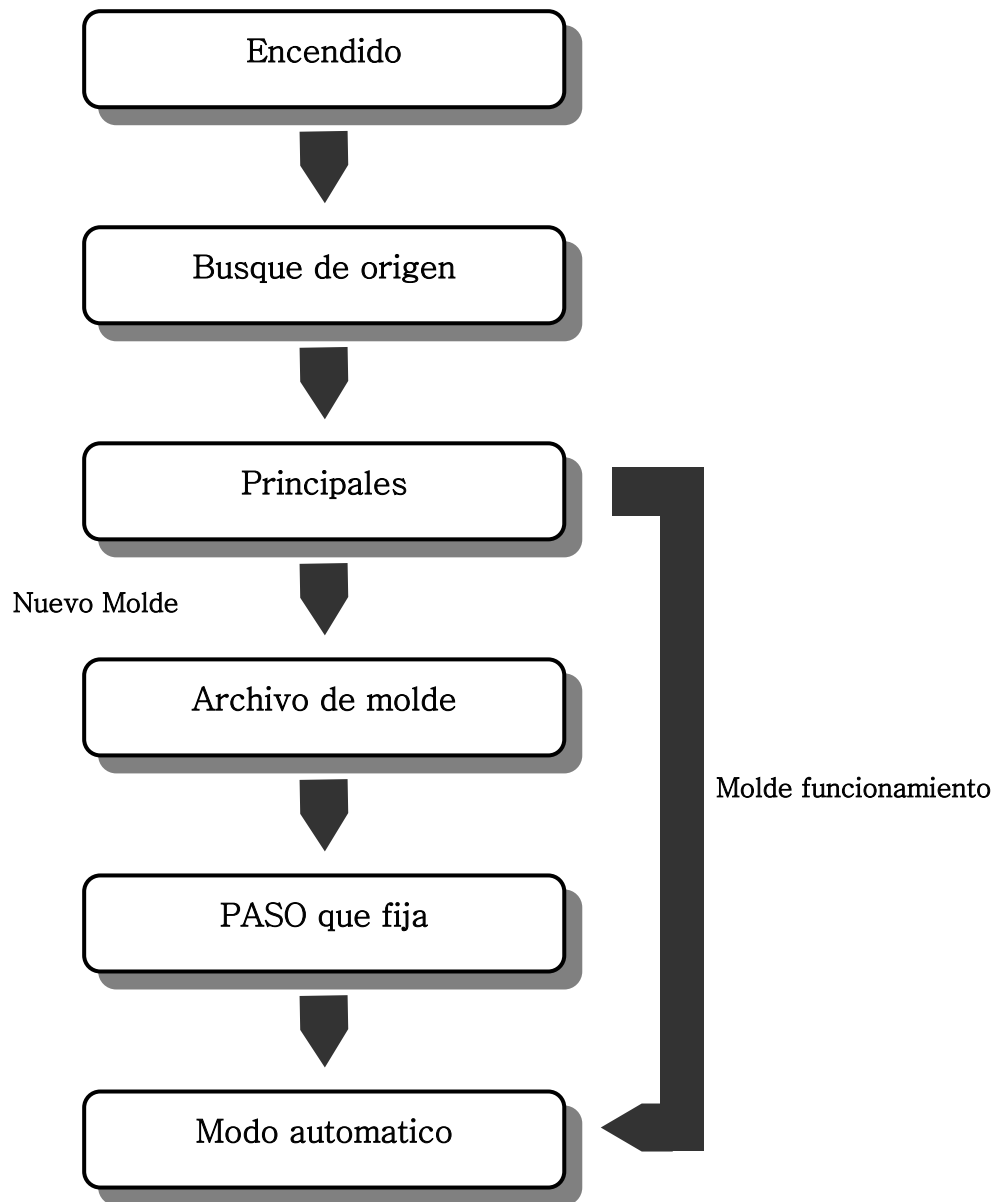 Encendido
Busque de origen
Principales
Nuevo Molde
Archivo de molde
Molde funcionamiento
PASO que fija
Modo automatico